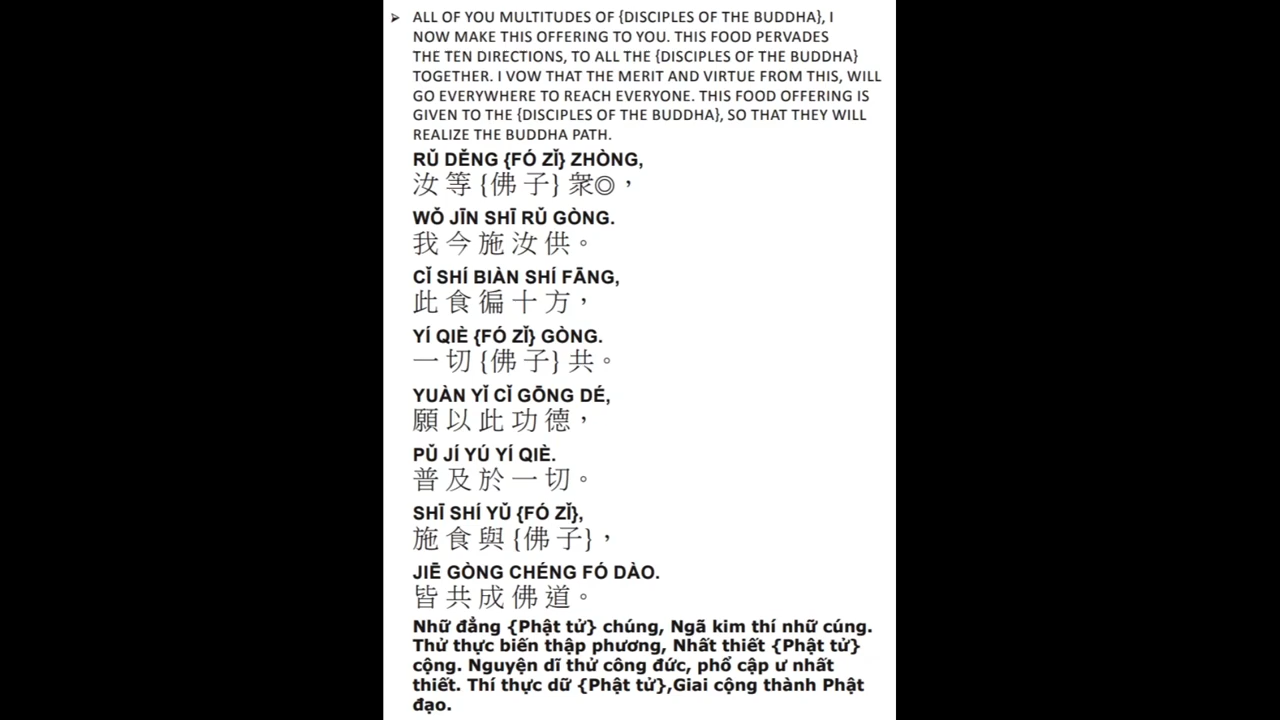 ➢ ALL OF YOU MULTITUDES OF {DISCIPLES OF THE BUDDHA}, I
NOW MAKE THIS OFFERING TO YOU. THIS FOOD PERVADES
THE TEN DIRECTIONS, TO ALL THE {DISCIPLES OF THE BUDDHA}
TOGETHER. I VOW THAT THE MERIT AND VIRTUE FROM THIS, WILL
GO EVERYWHERE TO REACH EVERYONE. THIS FOOD OFFERING IS
GIVEN TO THE {DISCIPLES OF THE BUDDHA}, SO THAT THEY WILL
REALIZE THE BUDDHA PATH.
RǓ DĚNG {FÓ ZǏ} ZHÒNG,
汝 等 {佛 子} 衆◎，
WǑ JĪN SHĪ RǓ GÒNG.
我 今 施 汝 供。
CǏ SHÍ BIÀN SHÍ FĀNG,
此 食 徧 十 方，
YÍ QIÈ {FÓ ZǏ} GÒNG.
一 切 {佛 子} 共。
YUÀN YǏ CǏ GŌNG DÉ,
願 以 此 功 德，
PǓ JÍ YÚ YÍ QIÈ.
普 及 於 一 切。
SHĪ SHÍ YǓ {FÓ ZǏ},
施 食 與 {佛 子}，
JIĒ GÒNG CHÉNG FÓ DÀO.
皆 共 成 佛 道。
Nhữ đẳng {Phật tử} chúng, Ngã kim thí nhữ cúng.
Thử thực biến thập phương, Nhất thiết {Phật tử}
cộng. Nguyện dĩ thử công đức, phổ cập ư nhất
thiết. Thí thực dữ {Phật tử},Giai cộng thành Phật
đạo.